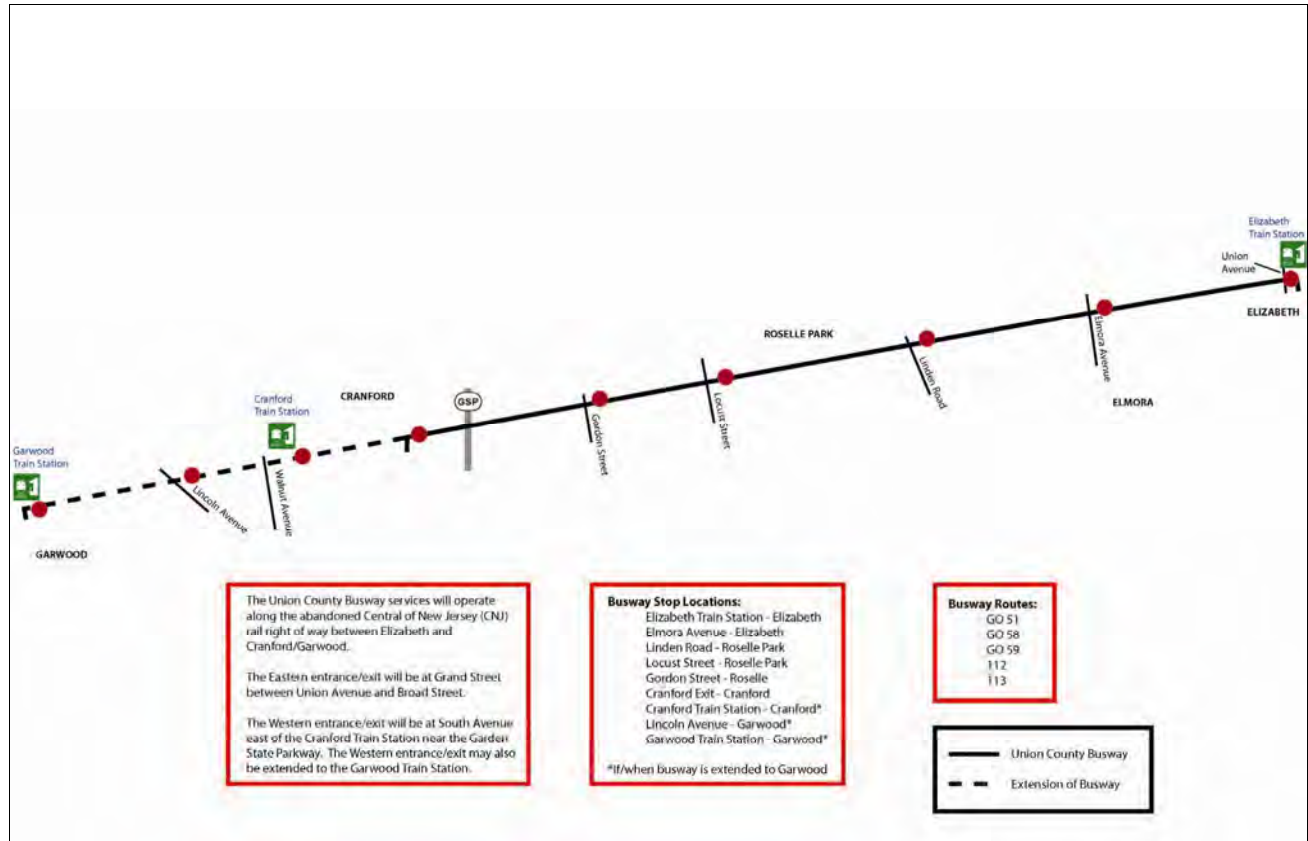 Elizabeth
Train Station
Union
Avenue
ELIZABETH
ROSELLE PARK
Elmora Avenue
ELMORA
Linden Road
Locust Street
Gordon Street
GSP
CRANFORD
Cranford
Train Station
Walnut Avenue
Lincoln Avenue
Garwood
Train Station
GARWOOD
The Union County Busway services will operate
along the abandoned Central of New Jersey (CNJ)
rail right of way between Elizabeth and
Cranford/Garwood.
The Eastern entrance/exit will be at Grand Street
between Union Avenue and Broad Street.
The Western entrance/exit will be at South Avenue
east of the Cranford Train Station near the Garden
State Parkway. The Western entrance/exit may also
be extended to the Garwood Train Station.
Busway Stop Locations:
Elizabeth Train Station - Elizabeth
Elmora Avenue - Elizabeth
Linden Road - Roselle Park
Locust Street - Roselle Park
Gordon Street - Roselle
Cranford Exit - Cranford
Cranford Train Station - Cranford*
Lincoln Avenue - Garwood*
Garwood Train Station - Garwood*
*If/when busway is extended to Garwood
Busway Routes:
GO 51
GO 58
GO 59
112
113
Union County Busway
Extension of Busway